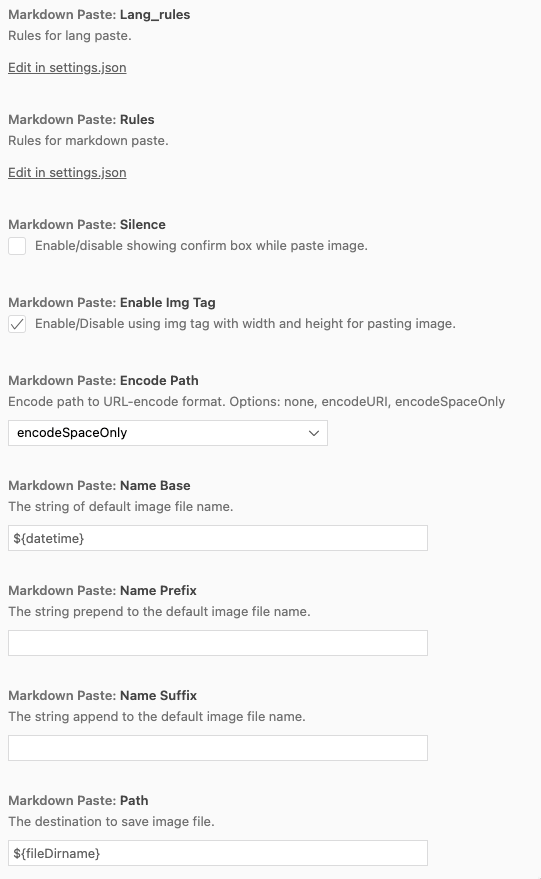 Markdown Paste: Lang_rules
Rules for lang paste.
Edit in settings.json
Markdown Paste: Rules
Rules for markdown paste.
Edit in settings.json
Markdown Paste: Silence
Enable/disable showing confirm box while paste image.
Markdown Paste: Enable Img Tag
Enable/Disable using img tag with width and height for pasting image.
Markdown Paste: Encode Path
Encode path to URL-encode format. Options: none, encodeURI, encodeSpaceOnly
encodeSpaceOnly
Markdown Paste: Name Base
The string of default image file name.
${datetime}
Markdown Paste: Name Prefix
The string prepend to the default image file name.
Markdown Paste: Name Suffix
The string append to the default image file name.
Markdown Paste: Path
The destination to save image file.
${fileDirname}